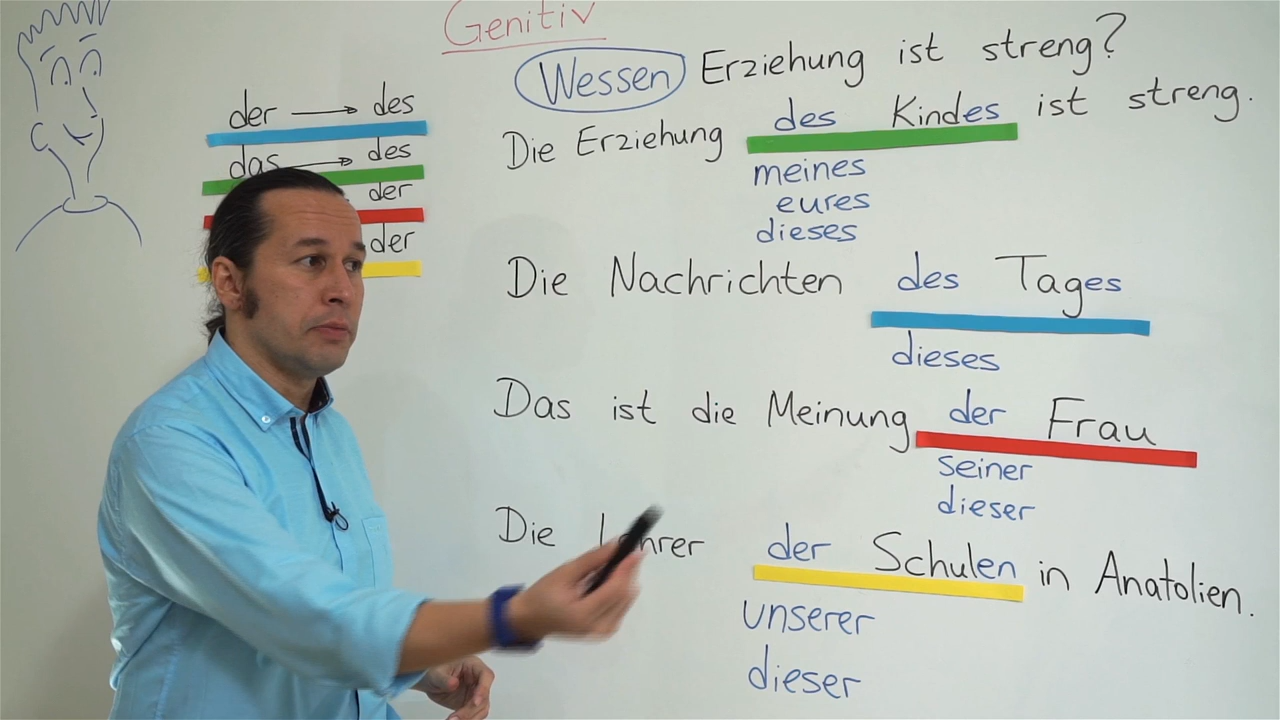 Genitiv
Wessen Erziehung ist streng?
der → des
das → des
der
der
Die Erziehung des Kindes ist streng.
meines
eures
dieses
Die Nachrichten des Tages
dieses
Das ist die Meinung der Frau
seiner
dieser
Die Lehrer der Schulen in Anatolien.
unserer
dieser